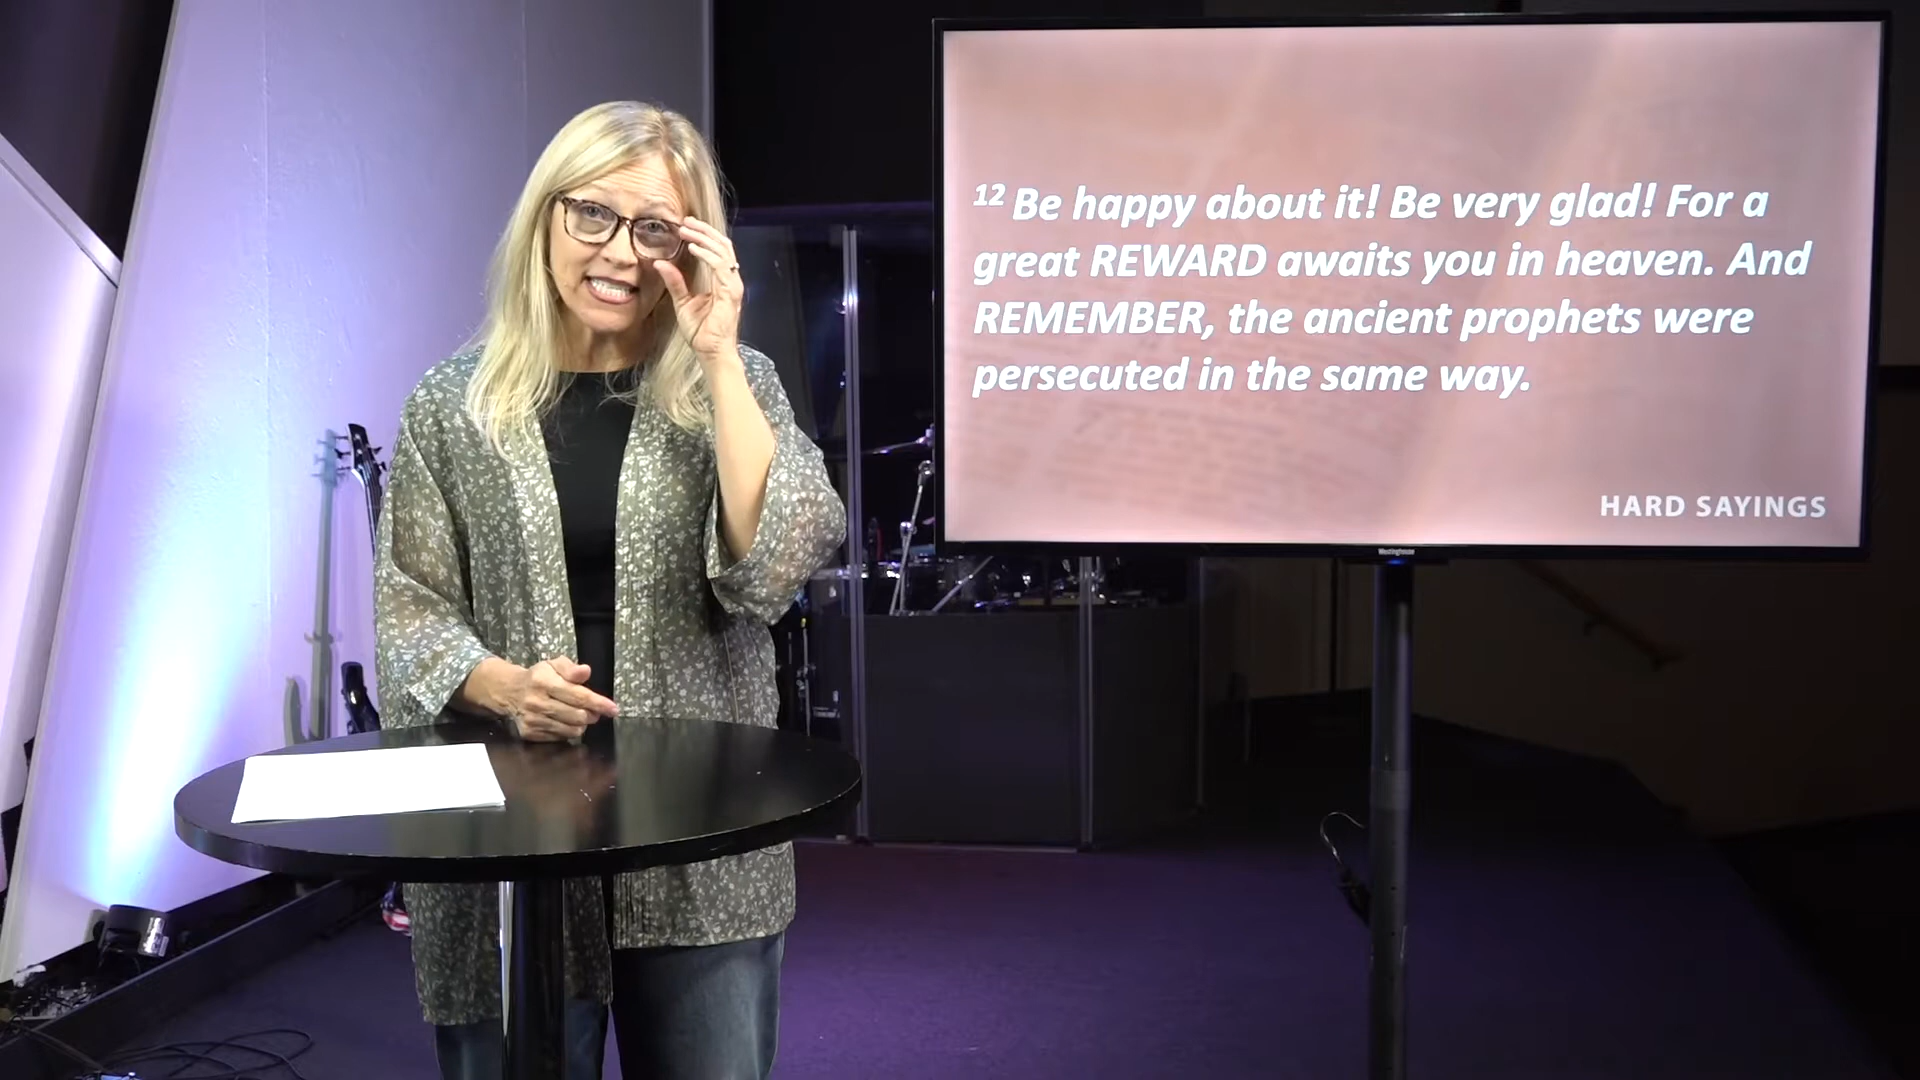 12 Be happy about it! Be very glad! For a
great REWARD awaits you in heaven. And
REMEMBER, the ancient prophets were
persecuted in the same way.
HARD SAYINGS
Westinghouse